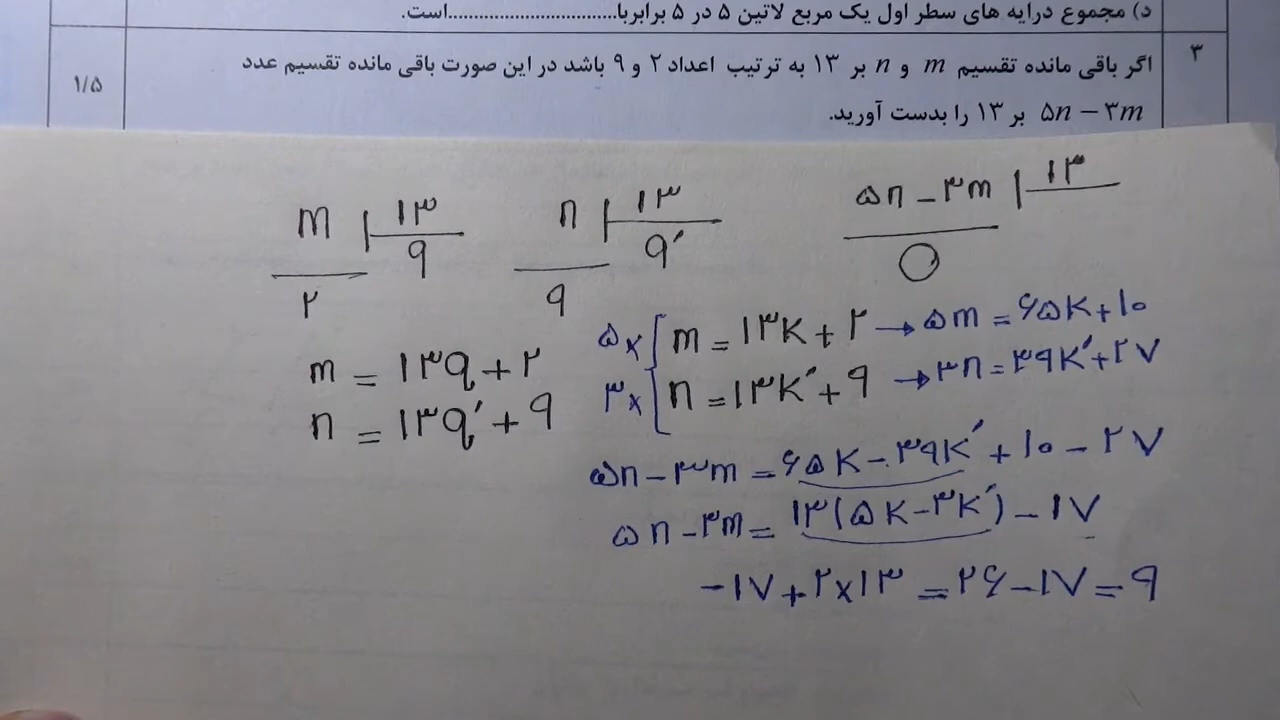 د) مجموع درایه های سطر اول یک مربع لاتین ۵ در ۵ برابربا................................است.
۳
اگر باقی مانده تقسیم m و n بر ۱۳ به ترتیب اعداد ۲ و ۹ باشد در این صورت باقی مانده تقسیم عدد
۵n − ۳m بر ۱۳ را بدست آورید.
۱/۵
m | ۱۳
q
۲
n | ۱۳
q′
۹
۵n − ۳m | ۱۳
○
m = ۱۳q + ۲
n = ۱۳q′ + ۹
۵× m = ۱۳K + ۲ → ۵m = ۶۵K + ۱۰
۳× n = ۱۳K′ + ۹ → ۳n = ۳۹K′ + ۲۷
۵n − ۳m = ۶۵K − ۳۹K′ + ۱۰ − ۲۷
۵n − ۳m = ۱۳(۵K − ۳K′) − ۱۷
−۱۷ + ۲×۱۳ = ۲۶ − ۱۷ = ۹